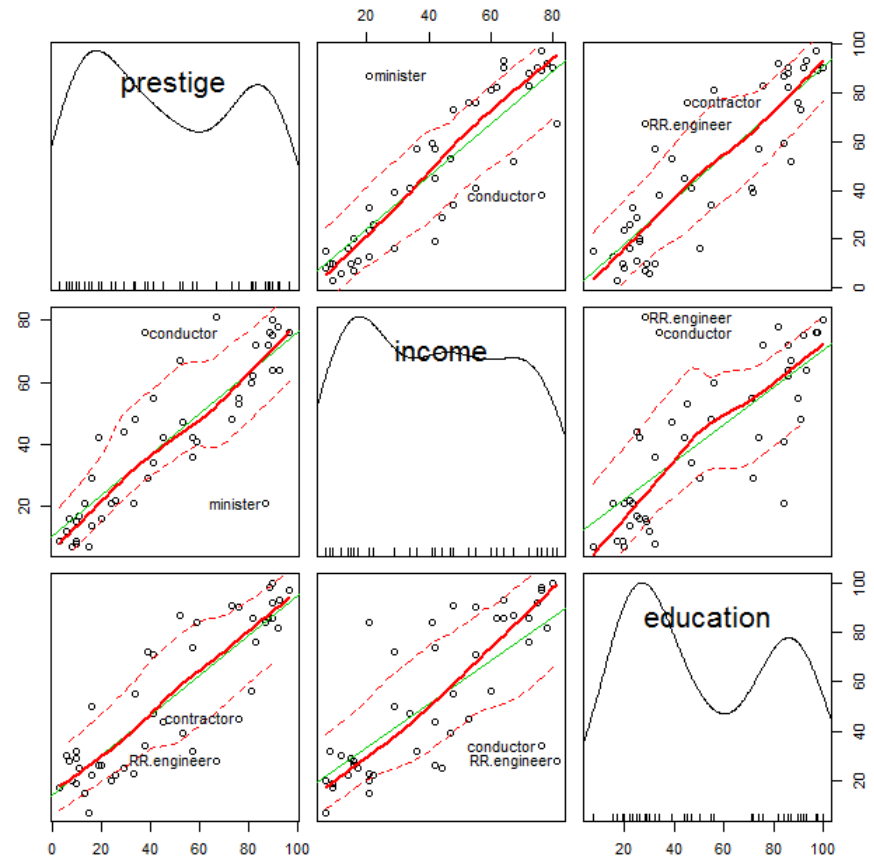 20 40 60 80
prestige
minister
conductor
contractor
RR.engineer
0 20 40 60 80 100
20 40 60 80
conductor
minister
income
RR.engineer
conductor
contractor
RR.engineer
conductor
RR.engineer
education
20 40 60 80 100
0 20 40 60 80 100
20 40 60 80 100